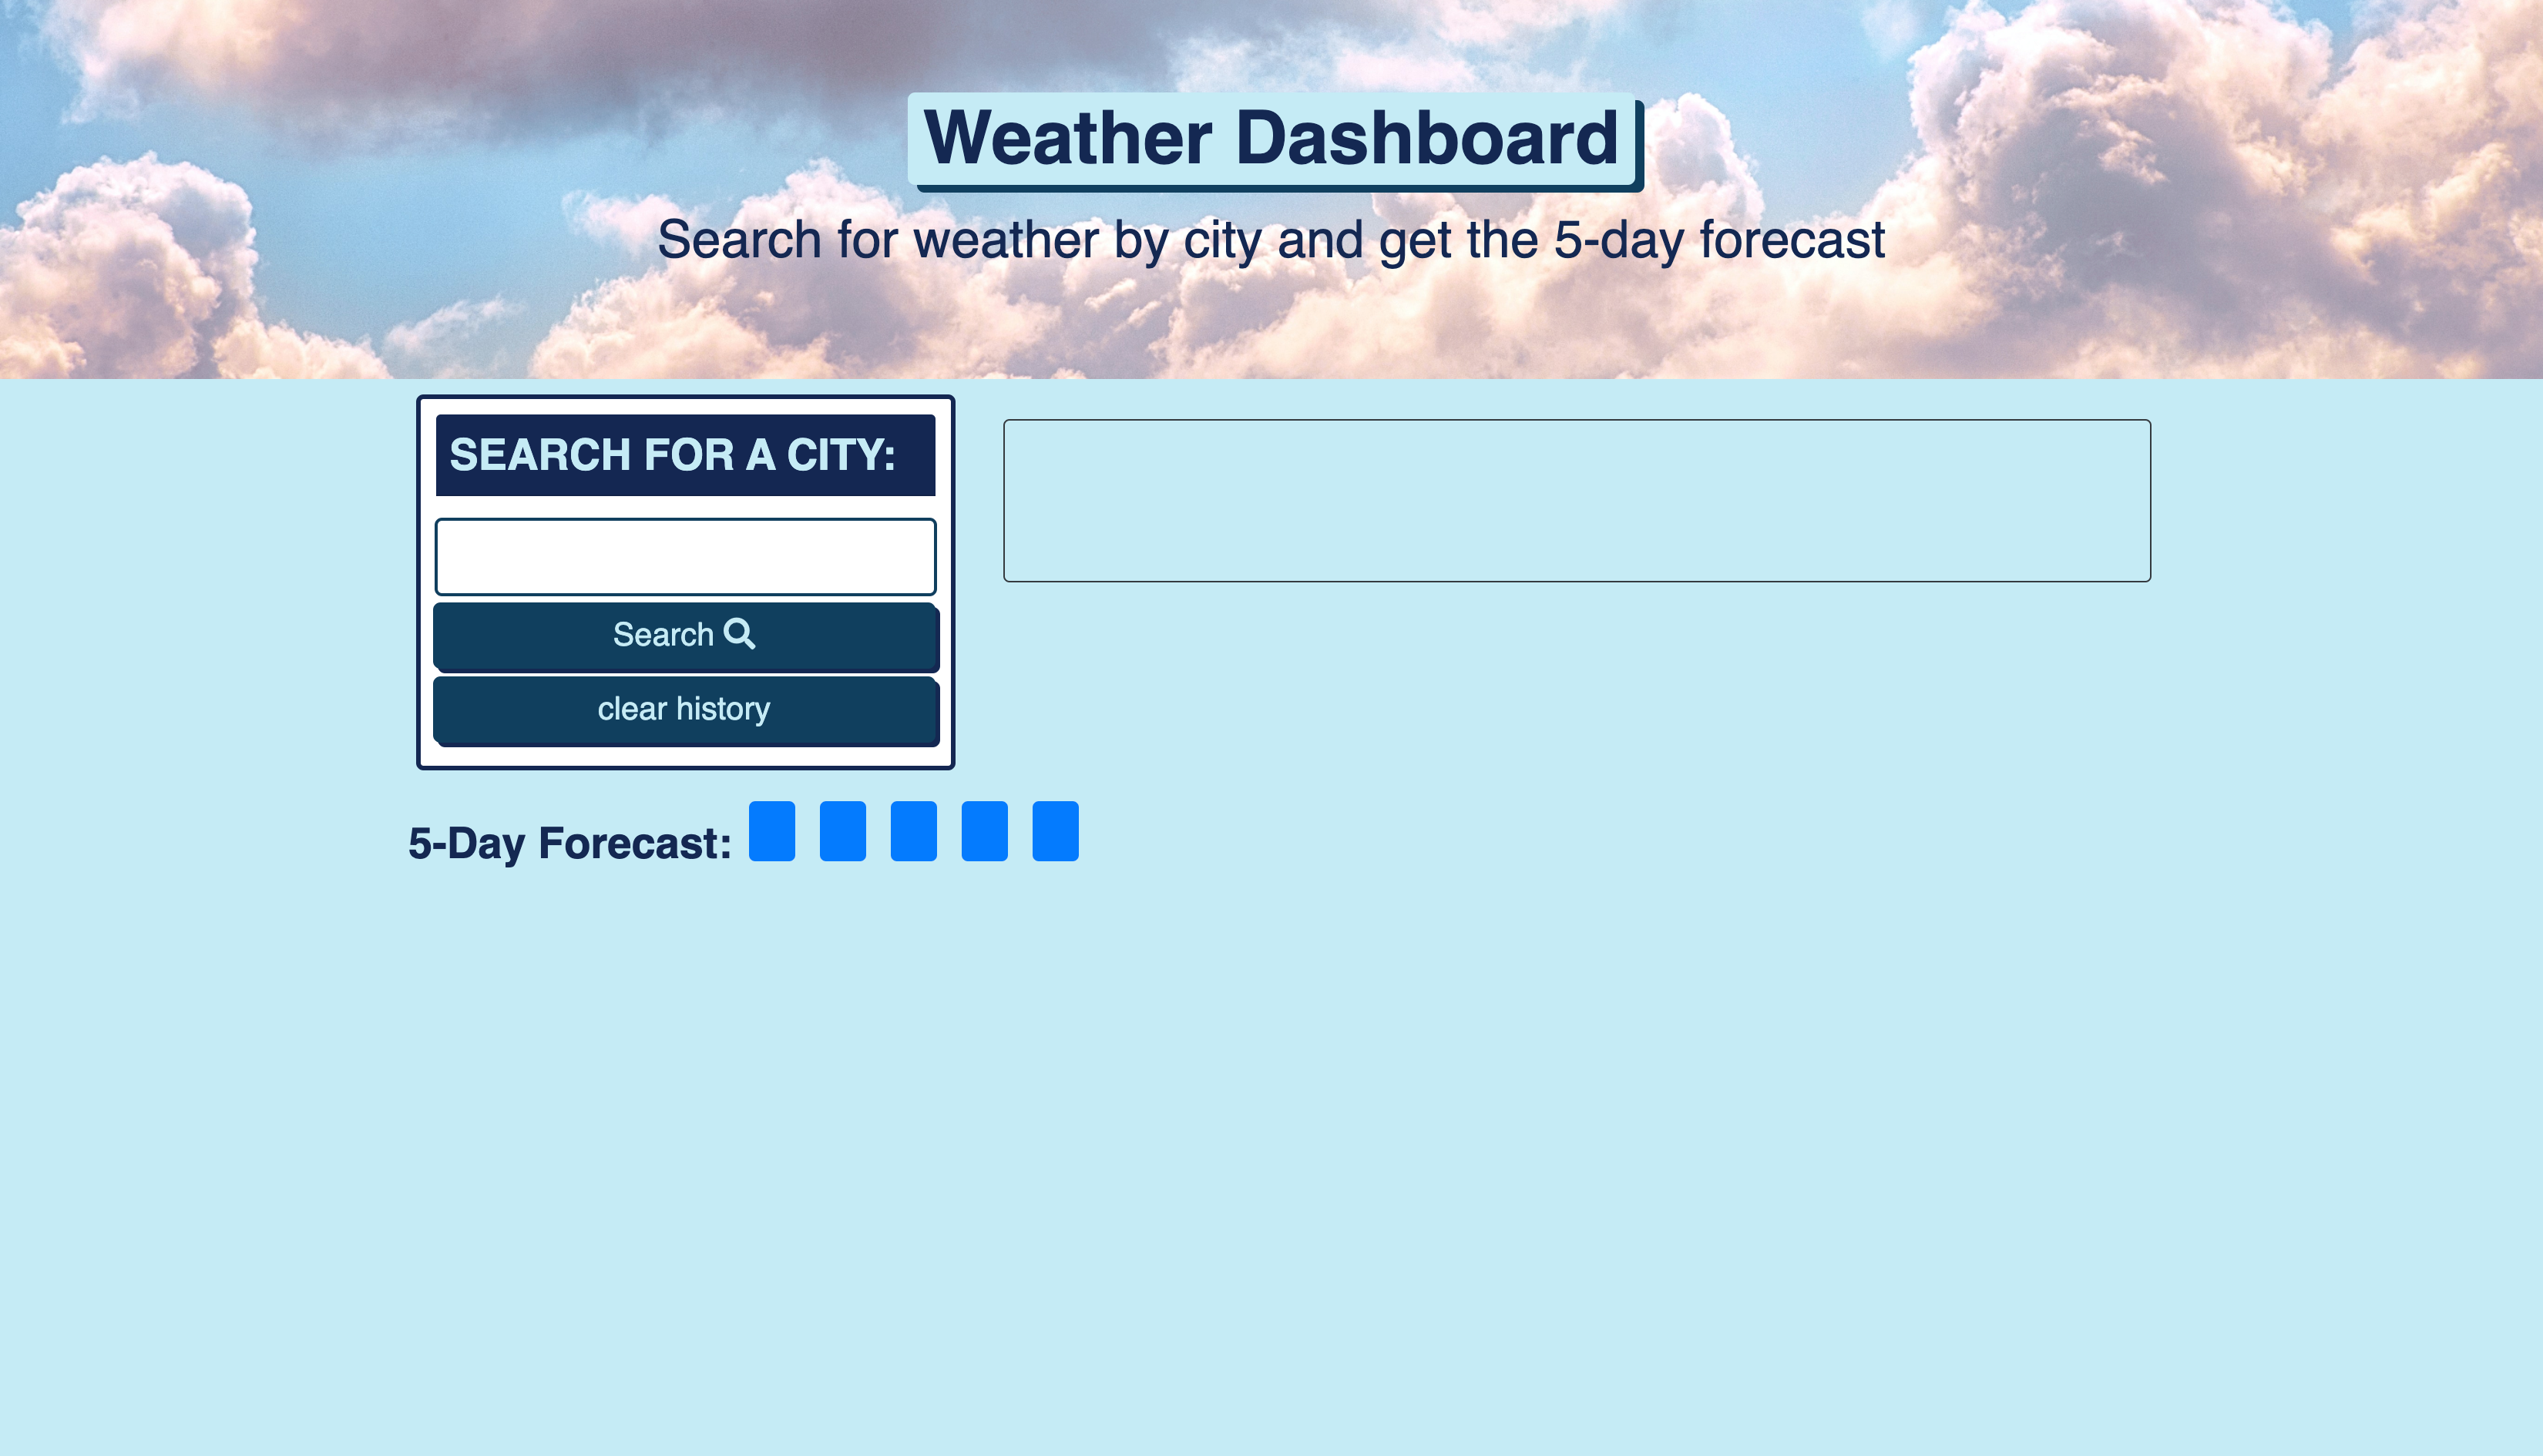 Weather Dashboard
Search for weather by city and get the 5-day forecast
SEARCH FOR A CITY:
Search
clear history
5-Day Forecast: